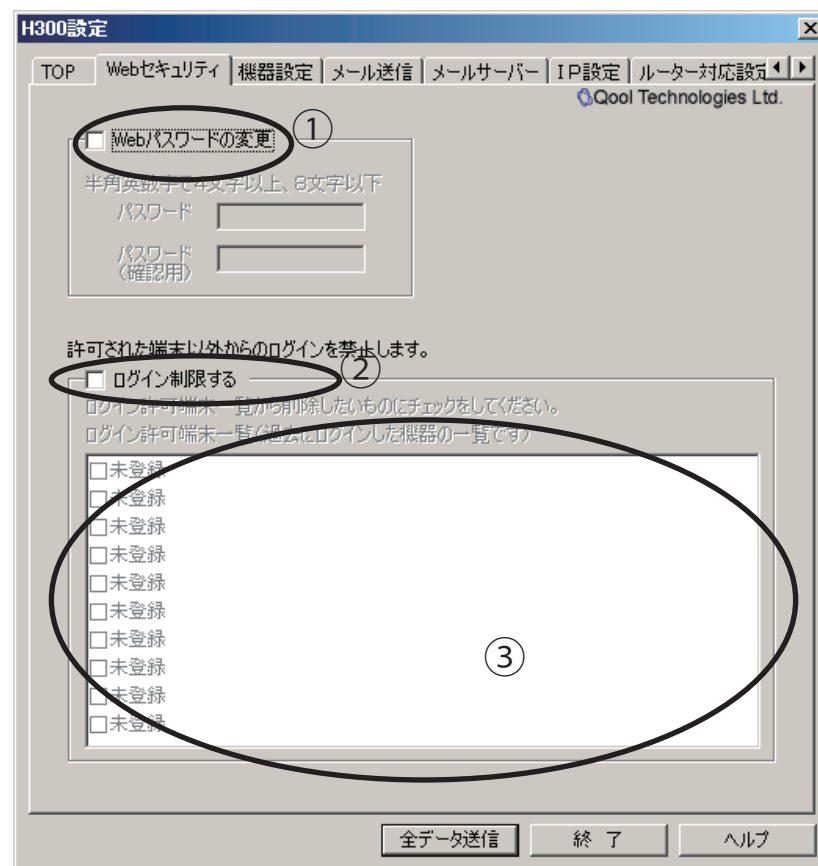 H300設定
TOP Webセキュリティ 機器設定 メール送信 メールサーバー IP設定 ルーター対応設定
Qool Technologies Ltd.
Webパスワードの変更 ①
半角英数字で4文字以上、8文字以下
パスワード
パスワード
(確認用)
許可された端末以外からのログインを禁止します。
ログイン制限する ②
ログイン許可端末一覧から削除したいものにチェックをしてください。
ログイン許可端末一覧(過去にログインした機器の一覧です)
未登録
未登録
未登録
未登録
未登録
未登録
未登録
未登録
未登録
未登録
③
全データ送信 終 了 ヘルプ